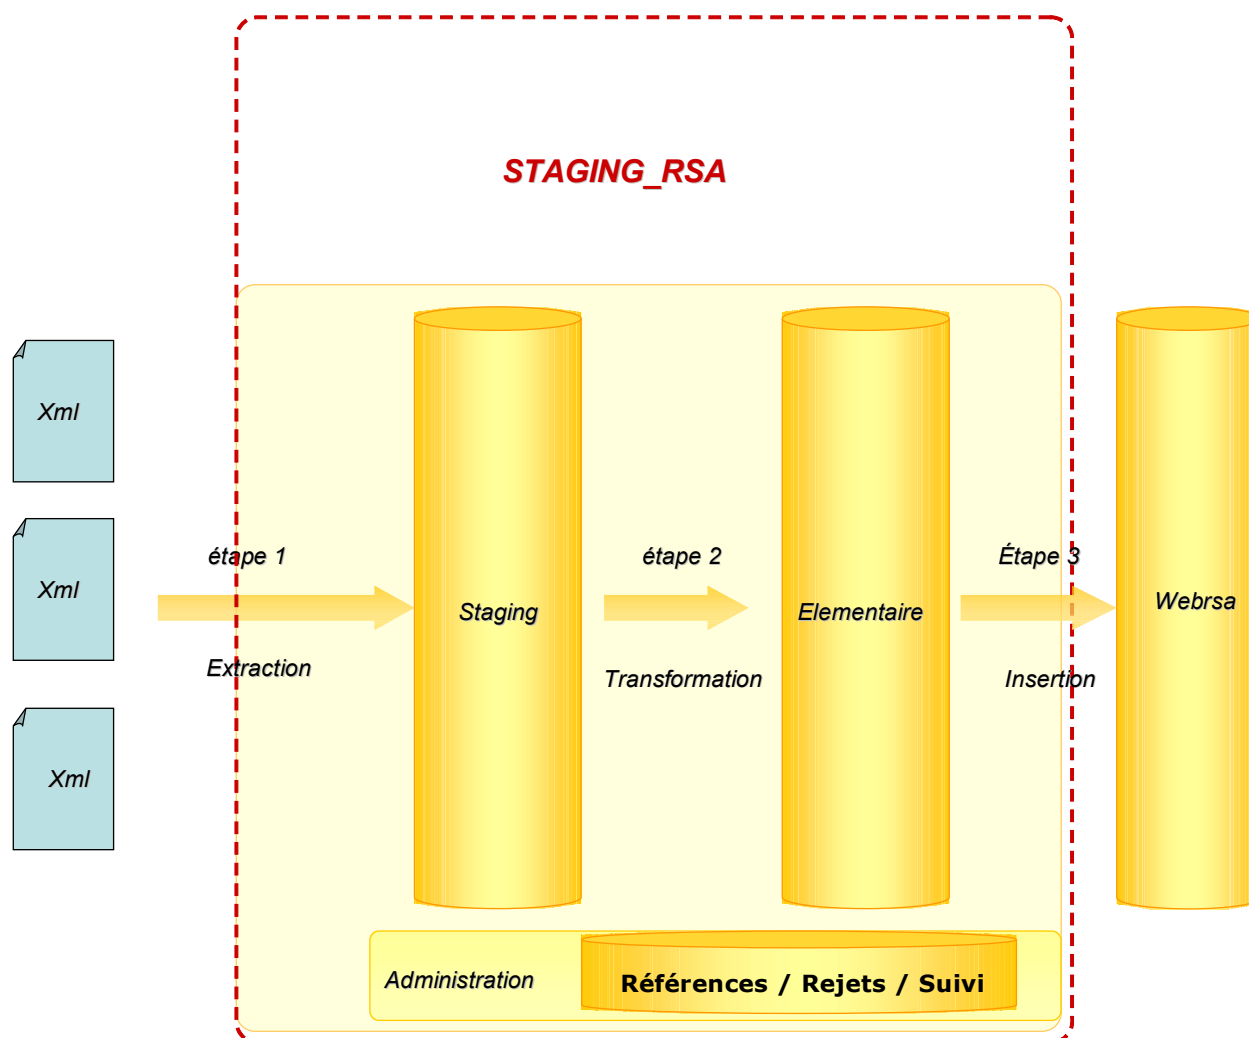 STAGING_RSA
Xml
Xml
Xml
étape 1
Extraction
Staging
étape 2
Transformation
Elementaire
Étape 3
Insertion
Webrsa
Administration
Références / Rejets / Suivi